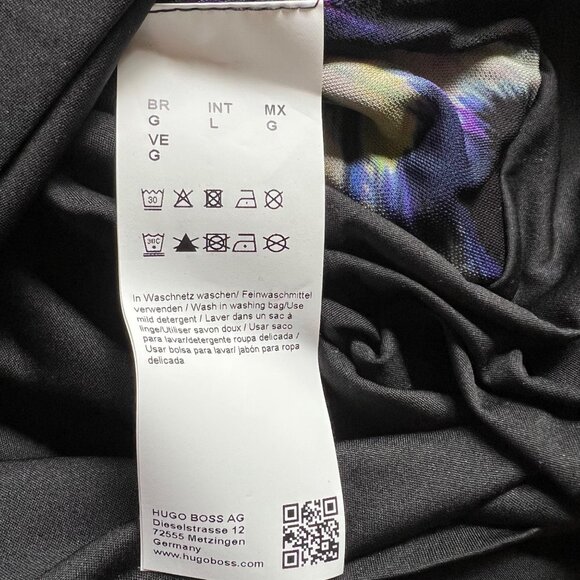 BR INT MX
G L G
VE
G
30
30C
In Waschnetz waschen/ Feinwaschmittel
verwenden / Wash in washing bag/Use
mild detergent / Laver dans un sac à
linge/Utiliser savon doux / Usar saco
para lavar/detergente roupa delicada /
Usar bolsa para lavar/ jabón para ropa
delicada
HUGO BOSS AG
Dieselstrasse 12
72555 Metzingen
Germany
www.hugoboss.com